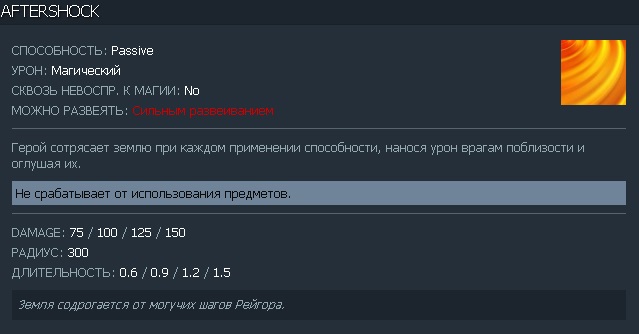 AFTERSHOCK
СПОСОБНОСТЬ: Passive
УРОН: Магический
СКВОЗЬ НЕВОСПР. К МАГИИ: No
МОЖНО РАЗВЕЯТЬ: Сильным развеиванием
Герой сотрясает землю при каждом применении способности, нанося урон врагам поблизости и
оглушая их.
Не срабатывает от использования предметов.
DAMAGE: 75 / 100 / 125 / 150
РАДИУС: 300
ДЛИТЕЛЬНОСТЬ: 0.6 / 0.9 / 1.2 / 1.5
Земля содрогается от могучих шагов Рейгора.